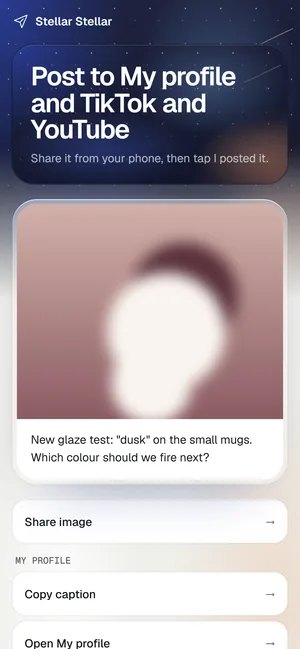 Stellar Stellar
Post to My profile
and TikTok and
YouTube
Share it from your phone, then tap I posted it.
New glaze test: "dusk" on the small mugs.
Which colour should we fire next?
Share image →
MY PROFILE
Copy caption →
Open My profile →